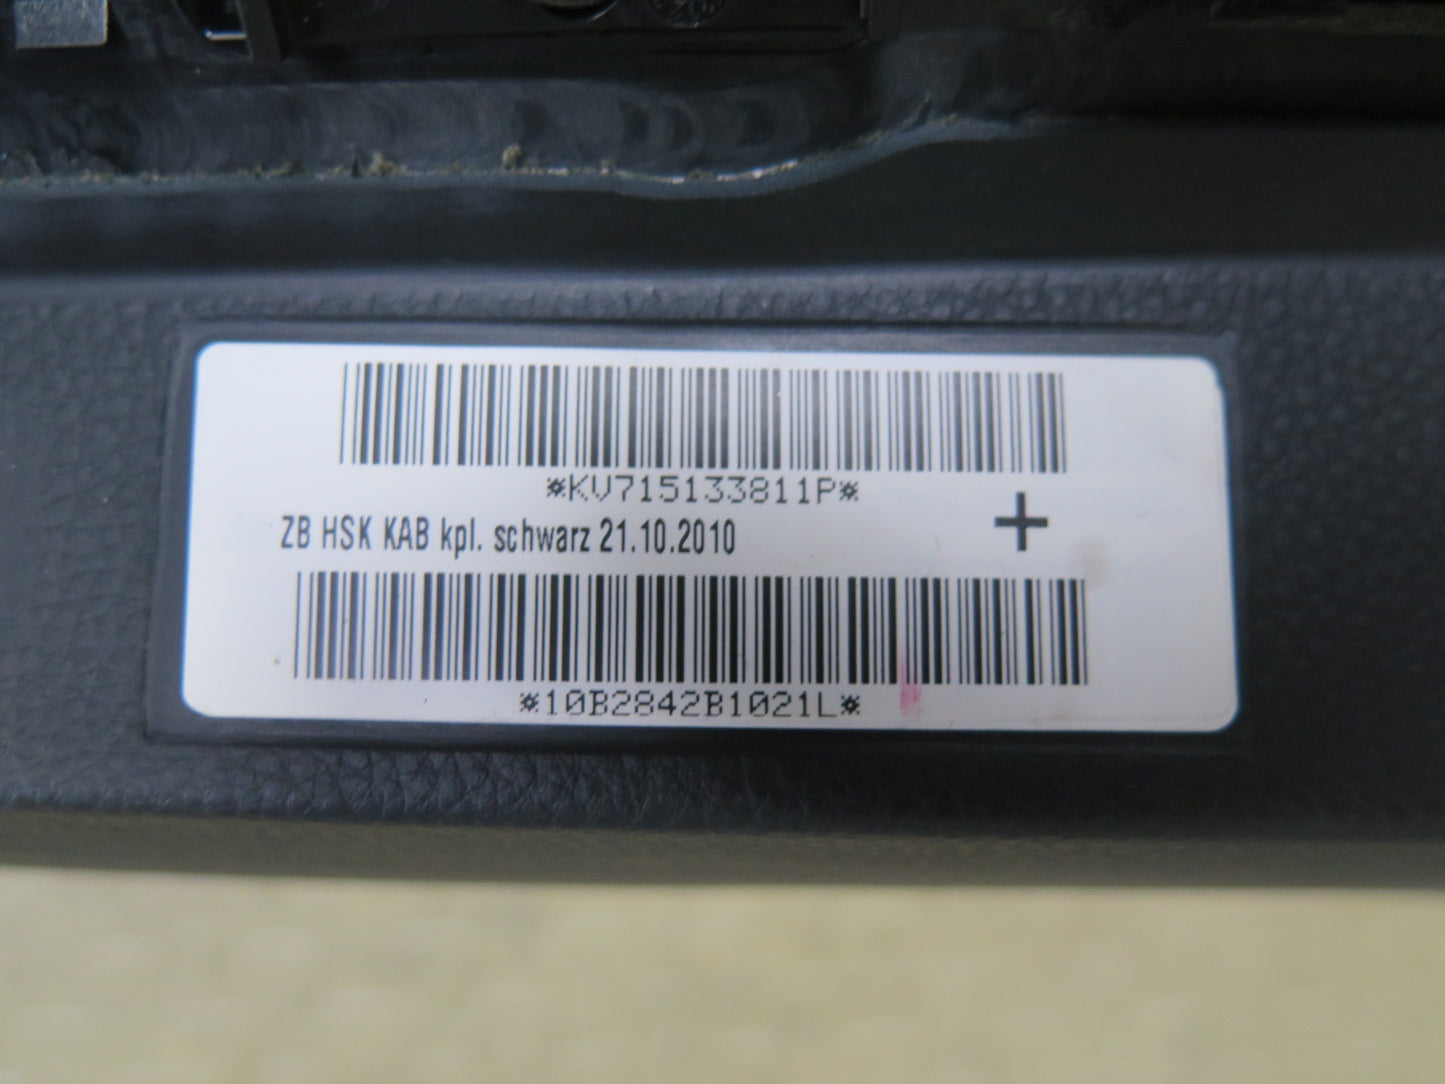 *KV715133811P*
+
ZB HSK KAB kpl. schwarz 21.10.2010
*10B2842B1021L*